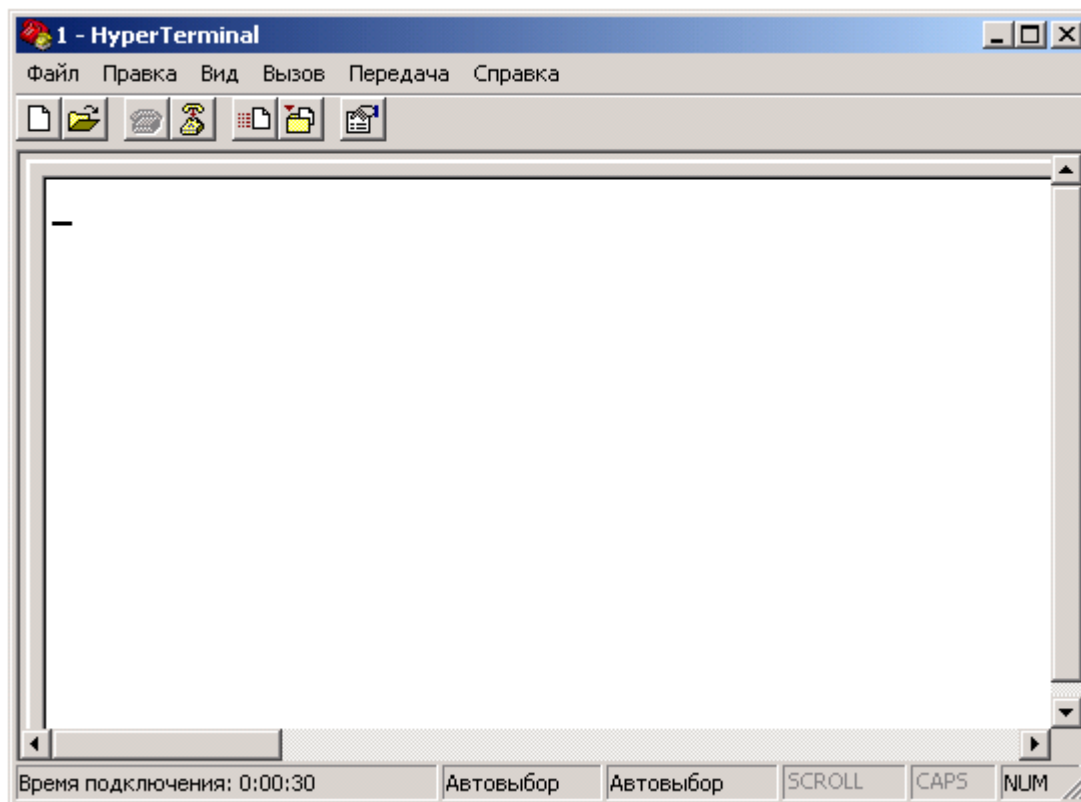 1 - HyperTerminal
Файл Правка Вид Вызов Передача Справка
Время подключения: 0:00:30 Автовыбор Автовыбор SCROLL CAPS NUM